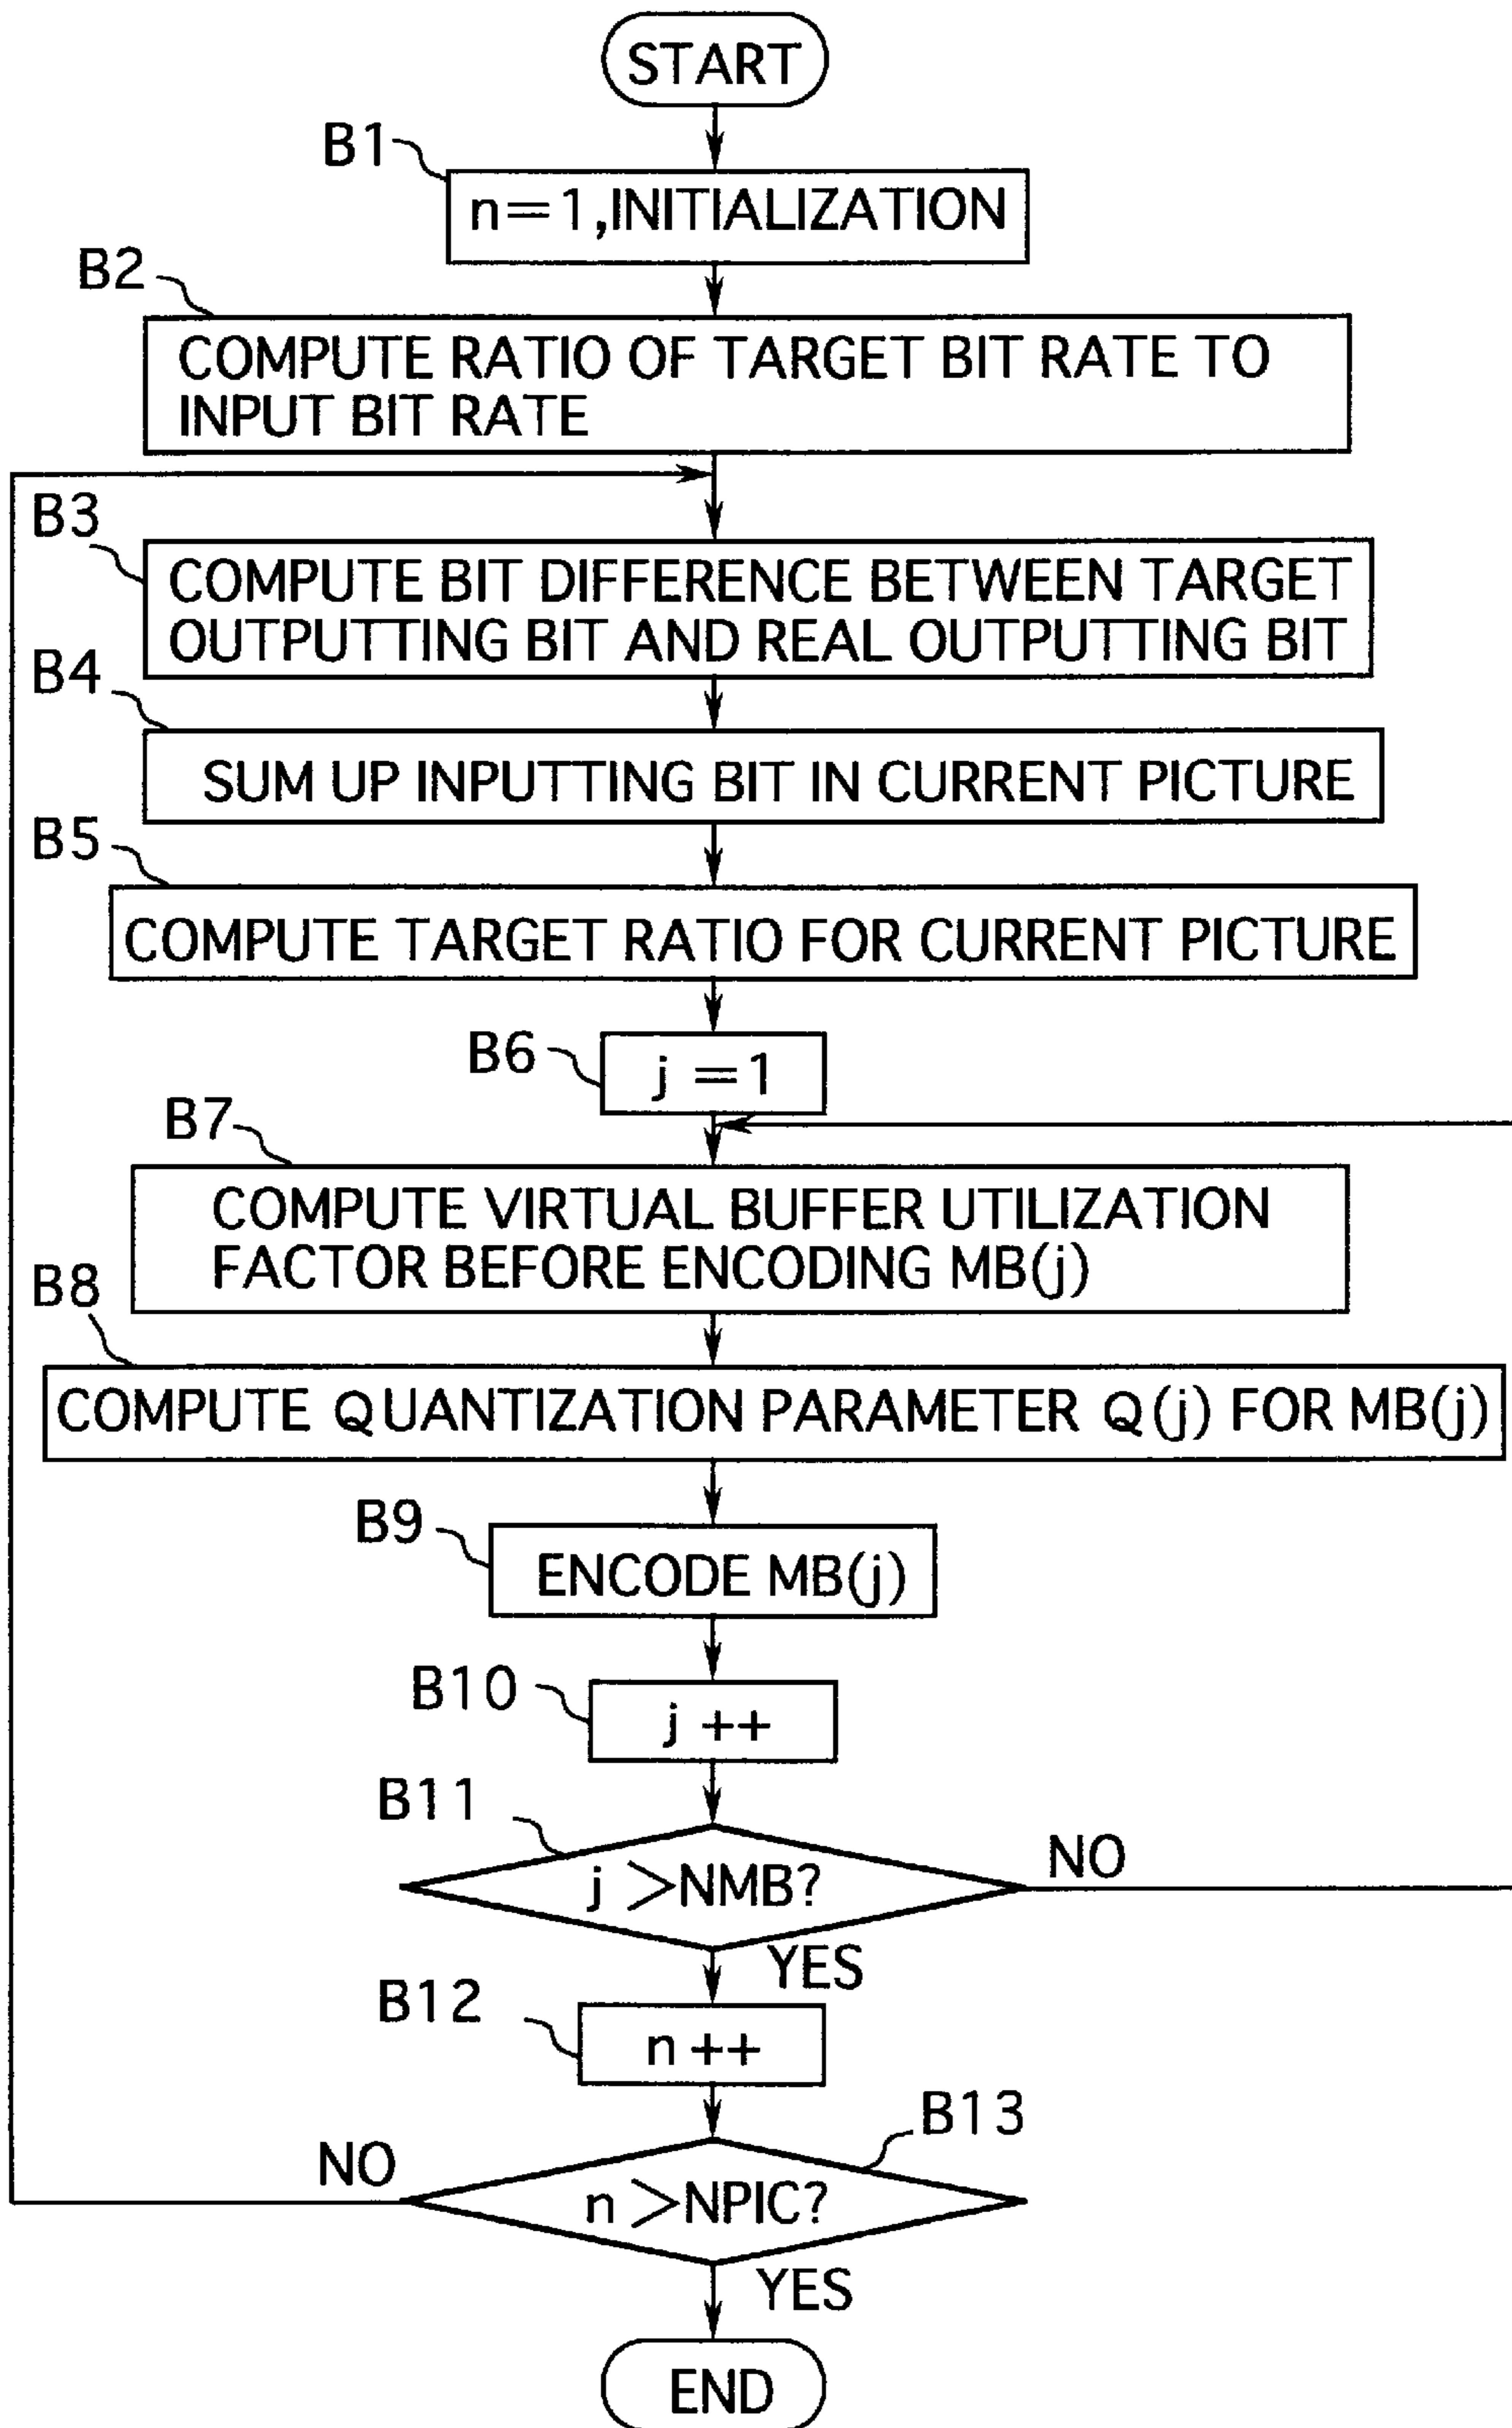 START
B1
n=1,INITIALIZATION
B2
COMPUTE RATIO OF TARGET BIT RATE TO
INPUT BIT RATE
B3
COMPUTE BIT DIFFERENCE BETWEEN TARGET
OUTPUTTING BIT AND REAL OUTPUTTING BIT
B4
SUM UP INPUTTING BIT IN CURRENT PICTURE
B5
COMPUTE TARGET RATIO FOR CURRENT PICTURE
B6
j =1
B7
COMPUTE VIRTUAL BUFFER UTILIZATION
FACTOR BEFORE ENCODING MB(j)
B8
COMPUTE QUANTIZATION PARAMETER Q(j) FOR MB(j)
B9
ENCODE MB(j)
B10
j ++
B11
j >NMB?
NO
YES
B12
n ++
B13
NO
n >NPIC?
YES
END